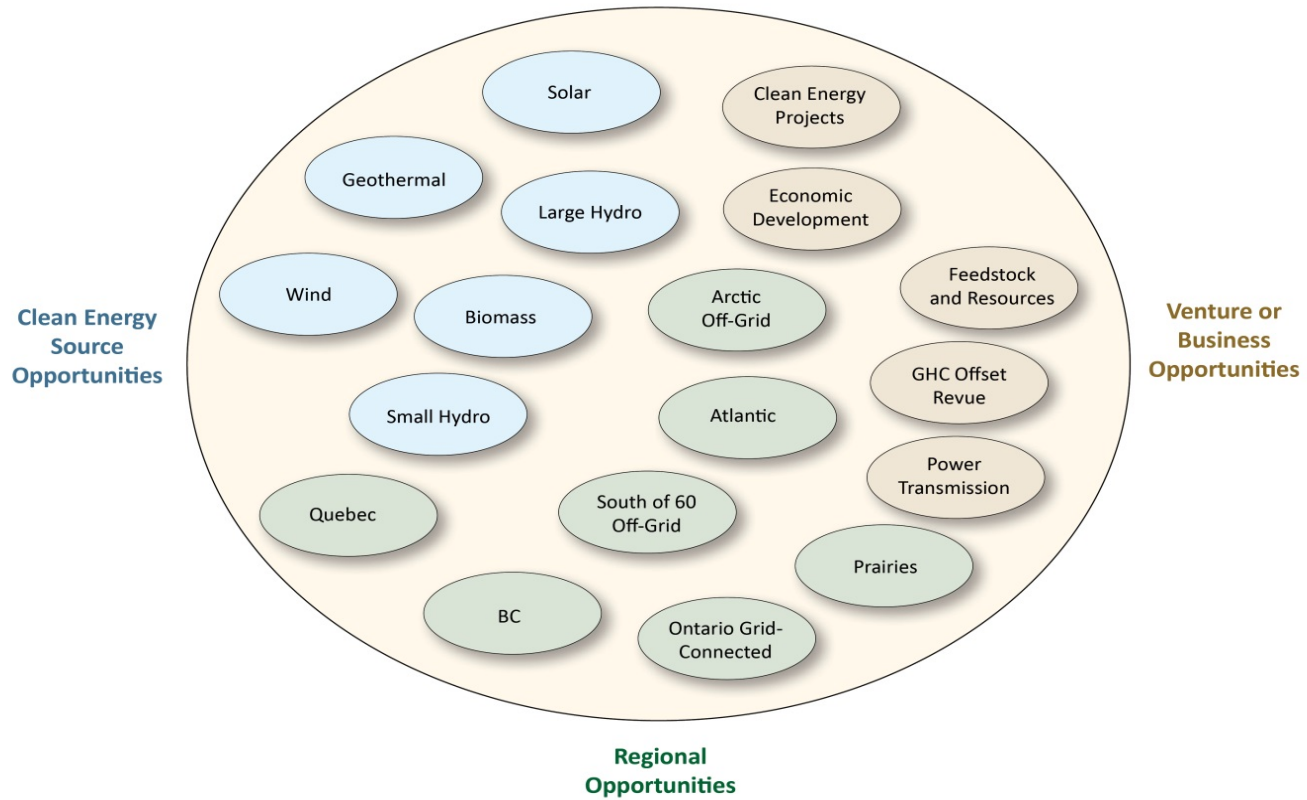 Solar
Clean Energy
Projects
Geothermal
Large Hydro
Economic
Development
Wind
Biomass
Arctic
Off-Grid
Feedstock
and Resources
Clean Energy
Source
Opportunities
Venture or
Business
Opportunities
GHC Offset
Revue
Small Hydro
Atlantic
Power
Transmission
Quebec
South of 60
Off-Grid
Prairies
BC
Ontario Grid-
Connected
Regional
Opportunities